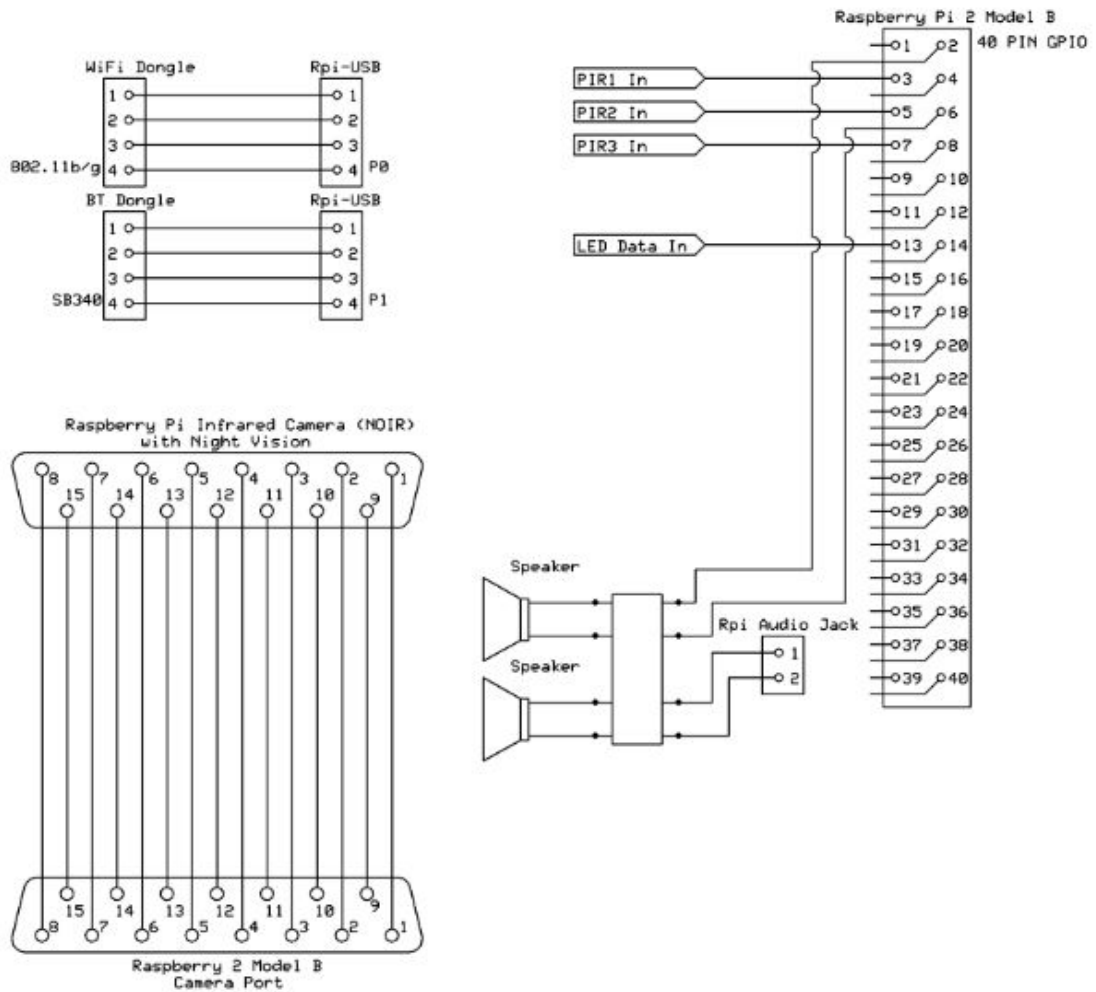 Raspberry Pi 2 Model B
40 PIN GPIO
1 2
3 4
5 6
7 8
9 10
11 12
13 14
15 16
17 18
19 20
21 22
23 24
25 26
27 28
29 30
31 32
33 34
35 36
37 38
39 40
PIR1 In
PIR2 In
PIR3 In
LED Data In
WiFi Dongle
Rpi-USB
1 1
2 2
3 3
802.11b/g 4 4 P0
BT Dongle
Rpi-USB
1 1
2 2
3 3
SB340 4 4 P1
Raspberry Pi Infrared Camera (NOIR)
with Night Vision
8 7 6 5 4 3 2 1
15 14 13 12 11 10 9
15 14 13 12 11 10 9
8 7 6 5 4 3 2 1
Raspberry 2 Model B
Camera Port
Speaker
Speaker
Rpi Audio Jack
1
2